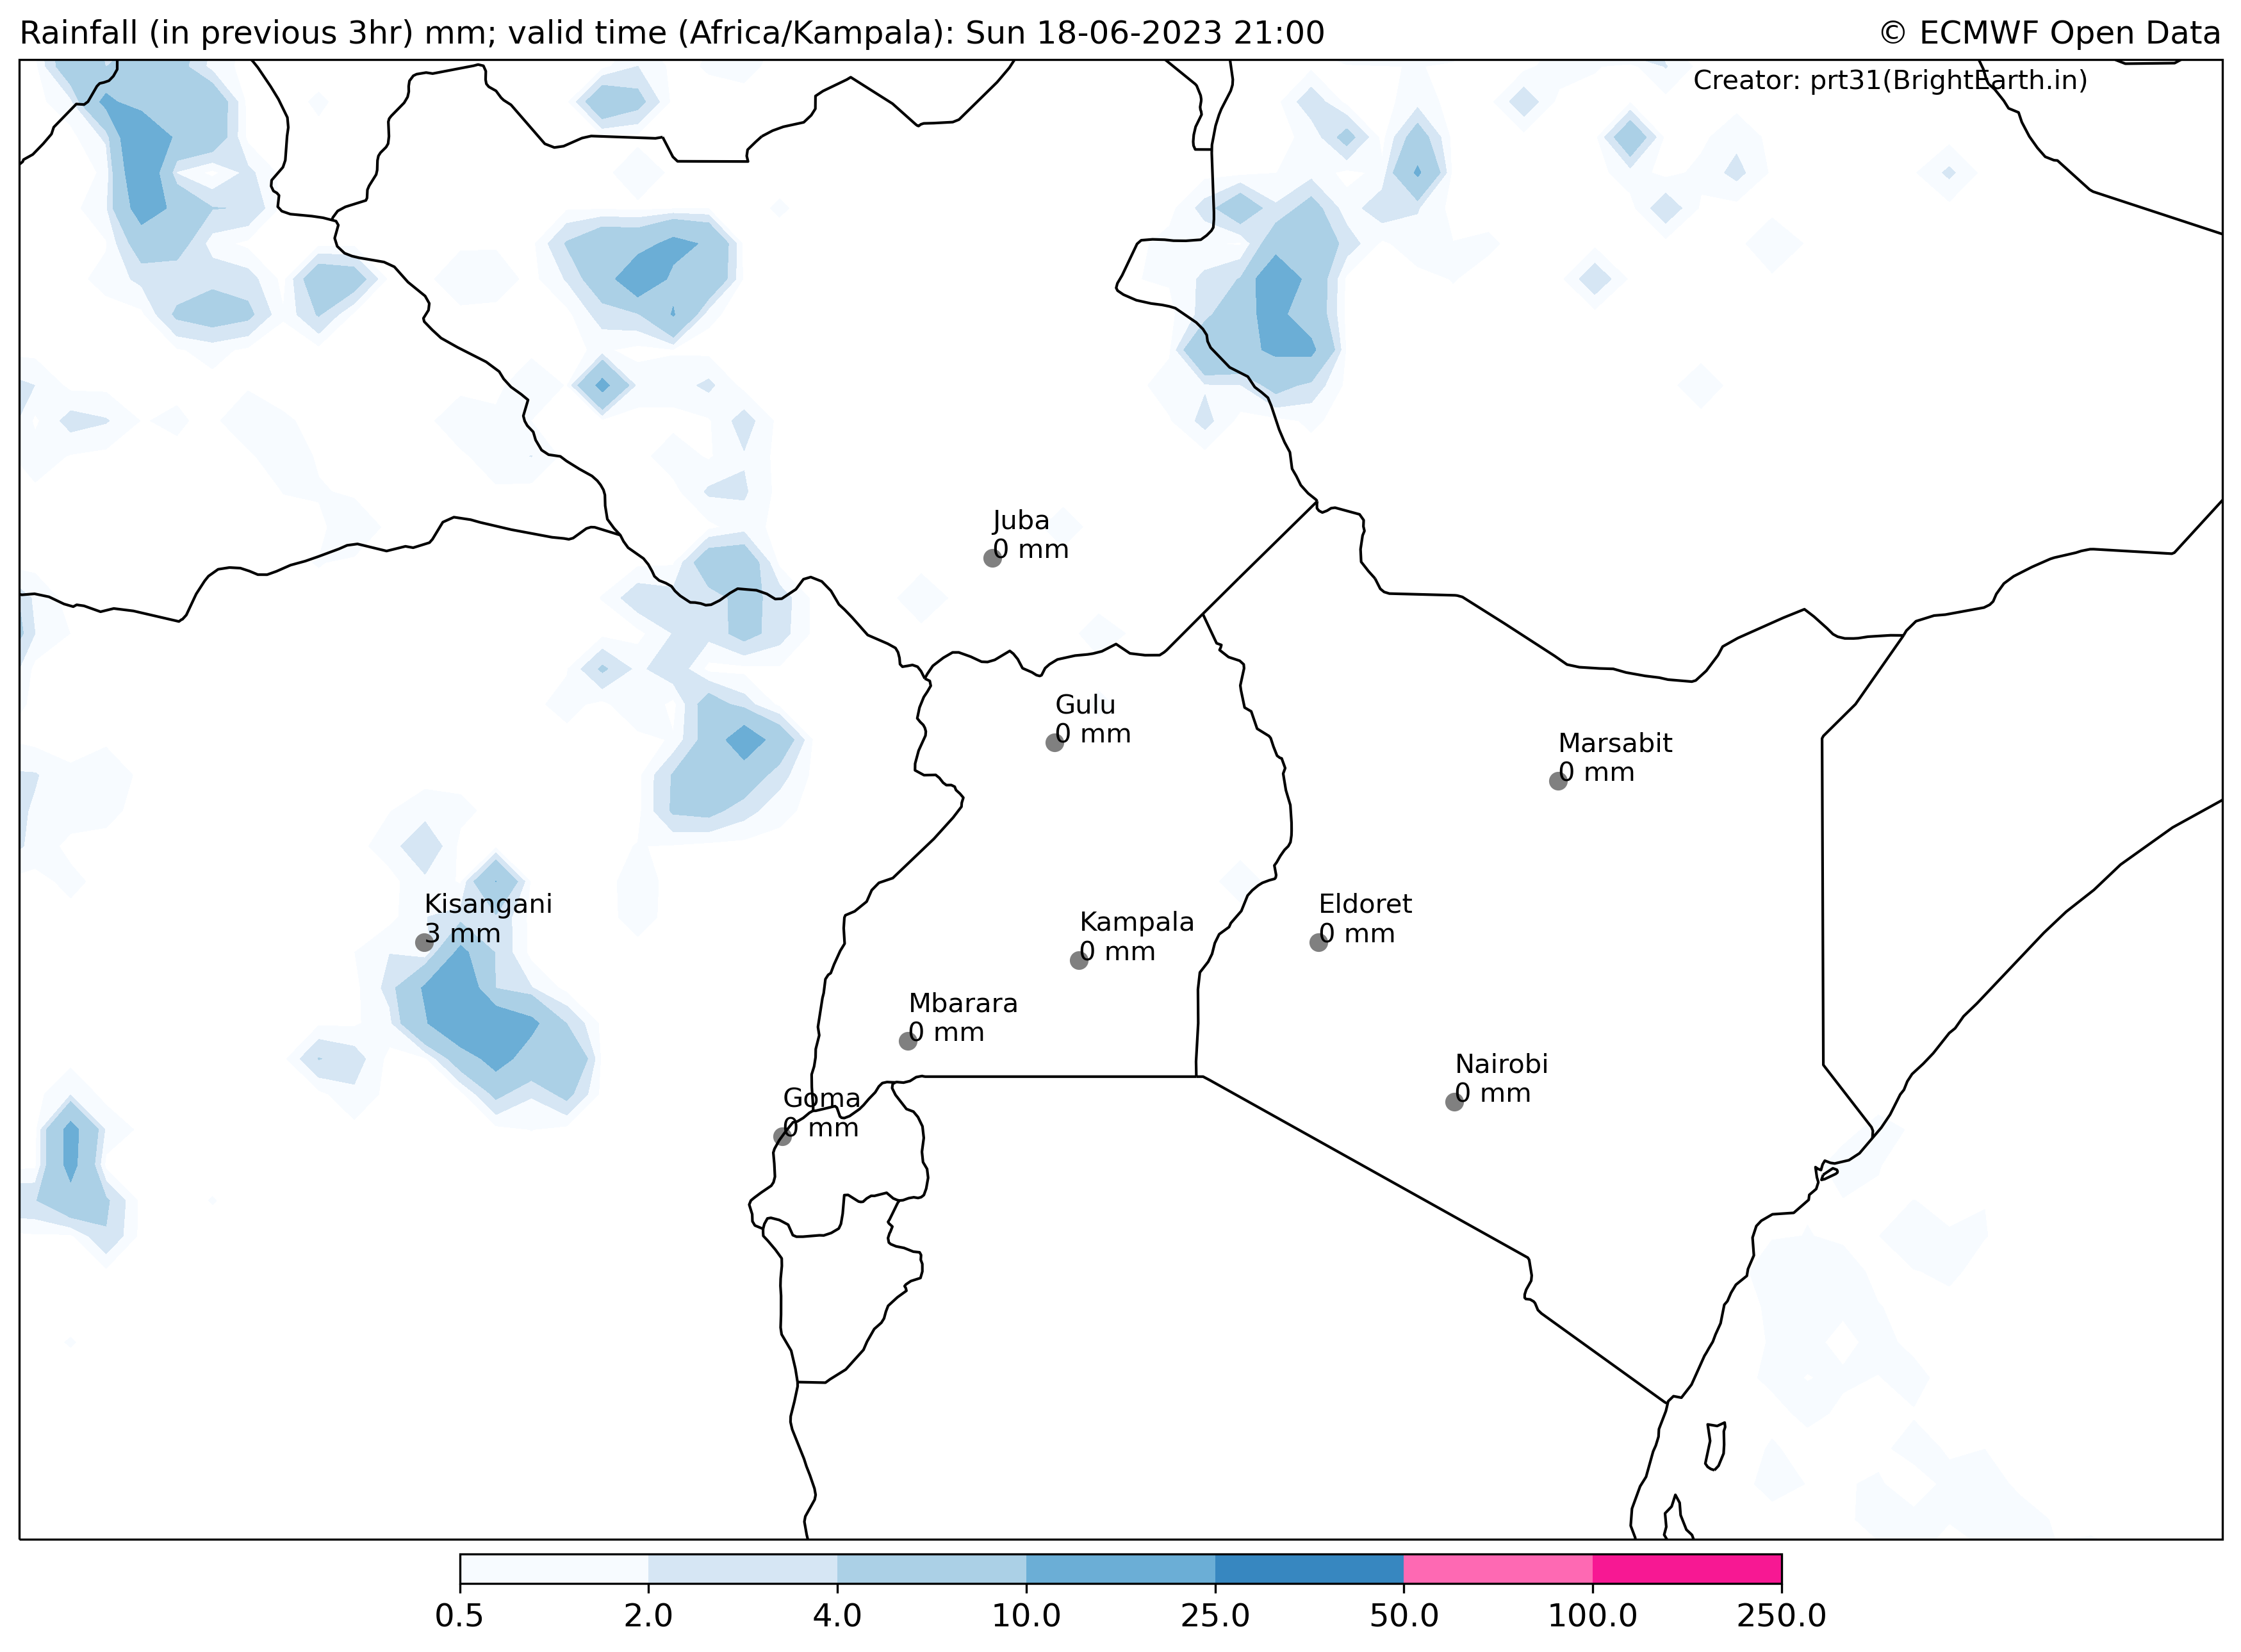 Rainfall (in previous 3hr) mm; valid time (Africa/Kampala): Sun 18-06-2023 21:00
© ECMWF Open Data
Creator: prt31(BrightEarth.in)
Juba
0 mm
Gulu
0 mm
Marsabit
0 mm
Kisangani
3 mm
Eldoret
0 mm
Kampala
0 mm
Mbarara
0 mm
Nairobi
0 mm
Goma
0 mm
0.5 2.0 4.0 10.0 25.0 50.0 100.0 250.0